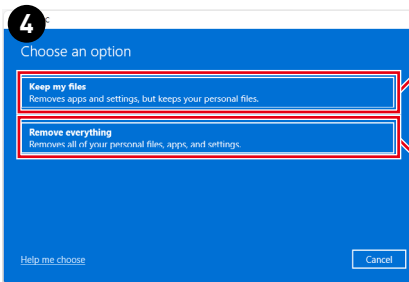 4
Choose an option
Keep my files
Removes apps and settings, but keeps your personal files.
Remove everything
Removes all of your personal files, apps, and settings.
Help me choose
Cancel